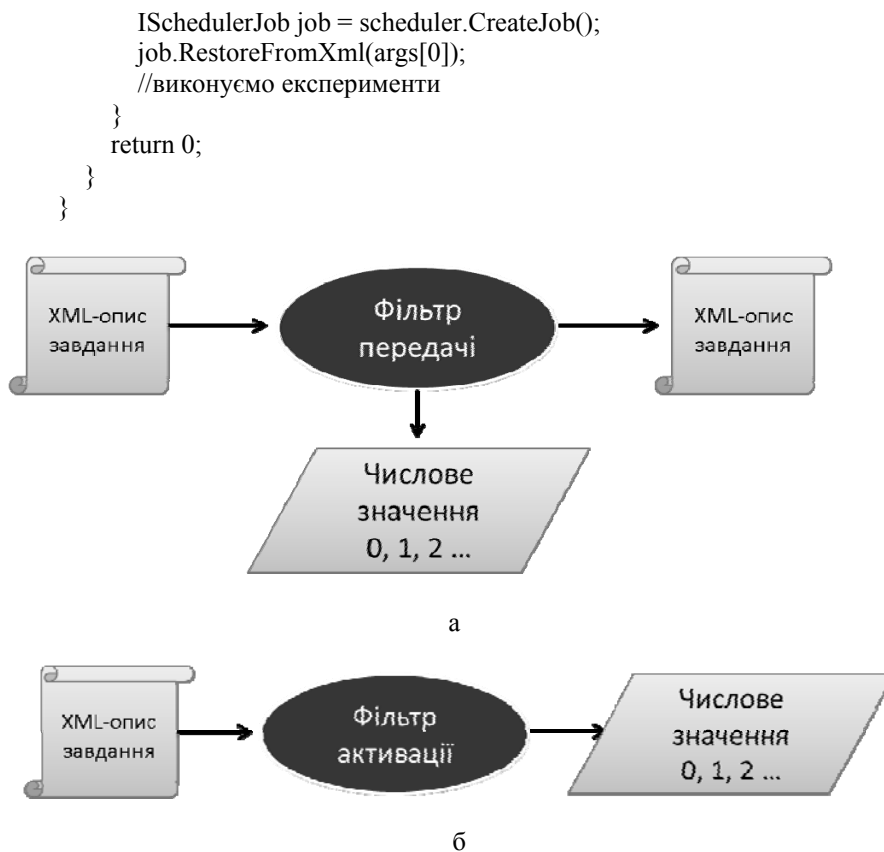 ISchedulerJob job = scheduler.CreateJob();
job.RestoreFromXml(args[0]);
//виконуємо експерименти
}
return 0;
}
}
XML-опис
завдання
Фільтр
передачі
XML-опис
завдання
Числове
значення
0, 1, 2 ...
а
XML-опис
завдання
Фільтр
активації
Числове
значення
0, 1, 2 ...
б